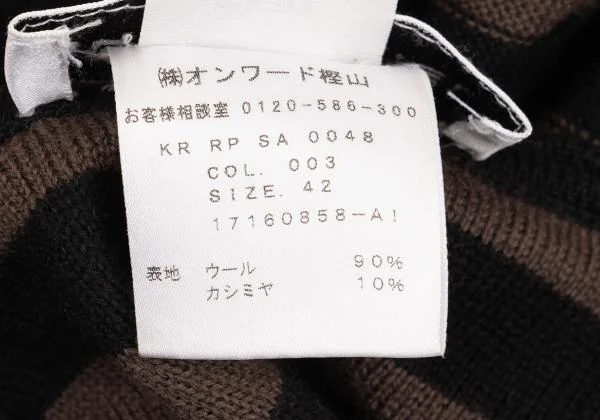 ㈱オンワード樫山
お客様相談室 0120-586-300
KR RP SA 0048
COL. 003
SIZE. 42
17160858-A!
表地 ウール 90%
カシミヤ 10%